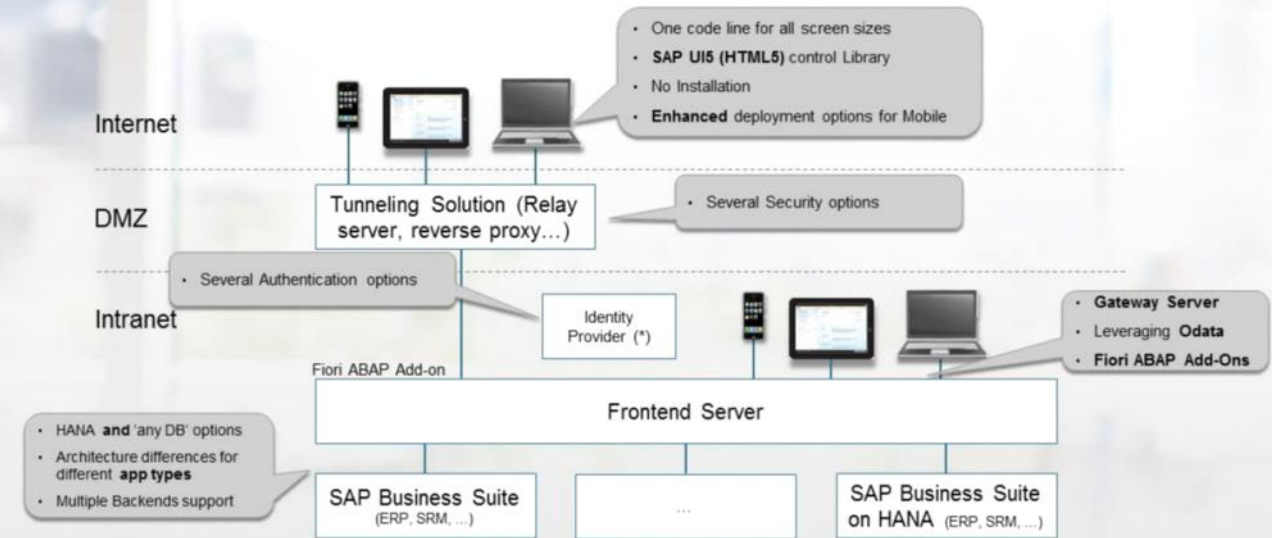 • One code line for all screen sizes
• SAP UI5 (HTML5) control Library
• No Installation
• Enhanced deployment options for Mobile
Internet
DMZ
Tunneling Solution (Relay
server, reverse proxy...)
• Several Security options
• Several Authentication options
Intranet
Identity
Provider (*)
• Gateway Server
• Leveraging Odata
• Fiori ABAP Add-Ons
Fiori ABAP Add-on
Frontend Server
• HANA and 'any DB' options
• Architecture differences for
different app types
• Multiple Backends support
SAP Business Suite
(ERP, SRM, ...)
...
SAP Business Suite
on HANA (ERP, SRM, ...)